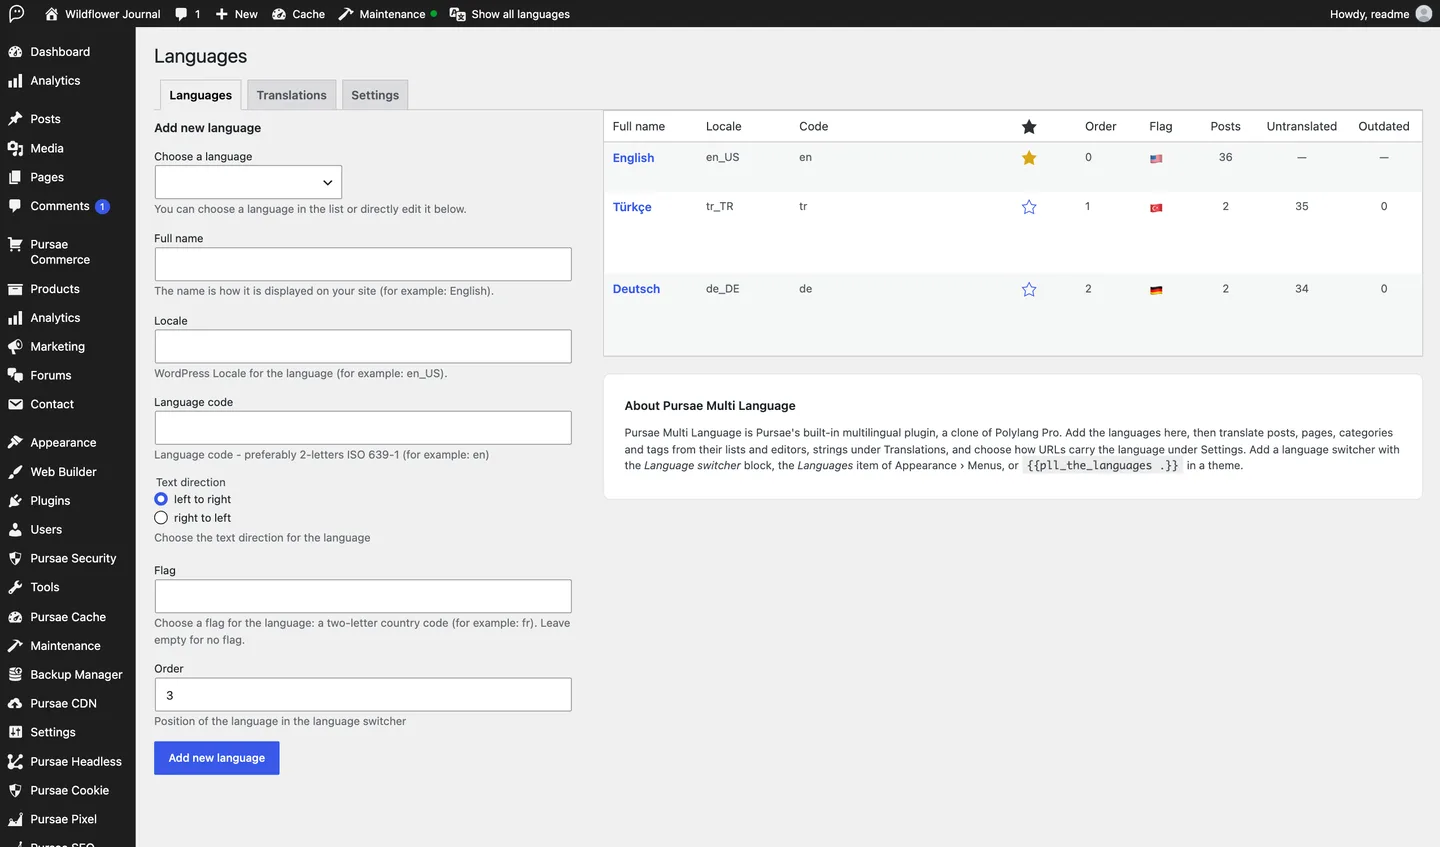 Wildflower Journal
1
New
Cache
Maintenance
Show all languages
Howdy, readme
Dashboard
Analytics
Posts
Media
Pages
Comments 1
Pursae
Commerce
Products
Analytics
Marketing
Forums
Contact
Appearance
Web Builder
Plugins
Users
Pursae Security
Tools
Pursae Cache
Maintenance
Backup Manager
Pursae CDN
Settings
Pursae Headless
Pursae Cookie
Pursae Pixel
Pursae SEO
Languages
Languages Translations Settings
Add new language
Choose a language
You can choose a language in the list or directly edit it below.
Full name
The name is how it is displayed on your site (for example: English).
Locale
WordPress Locale for the language (for example: en_US).
Language code
Language code - preferably 2-letters ISO 639-1 (for example: en)
Text direction
left to right
right to left
Choose the text direction for the language
Flag
Choose a flag for the language: a two-letter country code (for example: fr). Leave
empty for no flag.
Order
3
Position of the language in the language switcher
Add new language
Full name Locale Code Order Flag Posts Untranslated Outdated
English en_US en 0 36 — —
Türkçe tr_TR tr 1 2 35 0
Deutsch de_DE de 2 2 34 0
About Pursae Multi Language
Pursae Multi Language is Pursae's built-in multilingual plugin, a clone of Polylang Pro. Add the languages here, then translate posts, pages, categories
and tags from their lists and editors, strings under Translations, and choose how URLs carry the language under Settings. Add a language switcher with
the Language switcher block, the Languages item of Appearance › Menus, or {{pll_the_languages .}} in a theme.